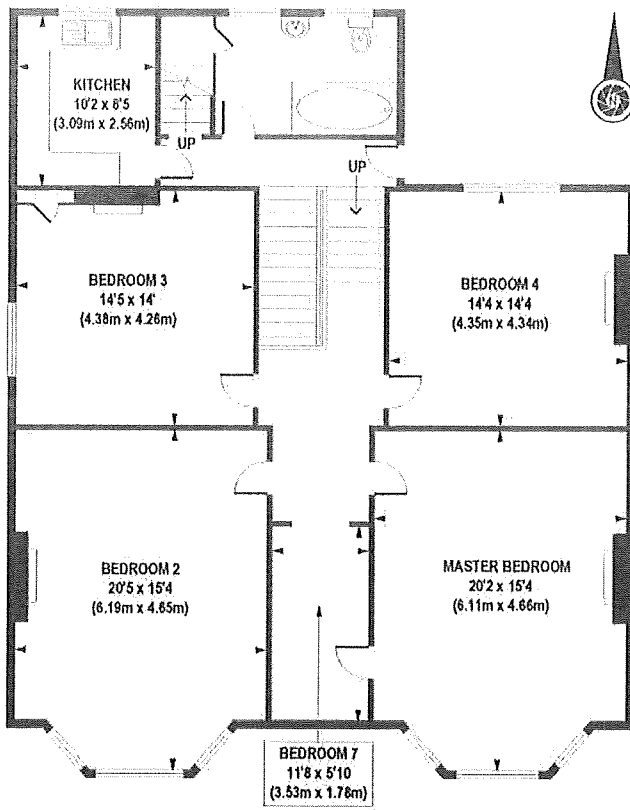 KITCHEN
10'2 x 8'5
(3.09m x 2.56m)
UP
UP
BEDROOM 3
14'5 x 14'
(4.38m x 4.26m)
BEDROOM 4
14'4 x 14'4
(4.35m x 4.34m)
BEDROOM 2
20'5 x 15'4
(6.19m x 4.65m)
MASTER BEDROOM
20'2 x 15'4
(6.11m x 4.66m)
BEDROOM 7
11'8 x 5'10
(3.53m x 1.78m)